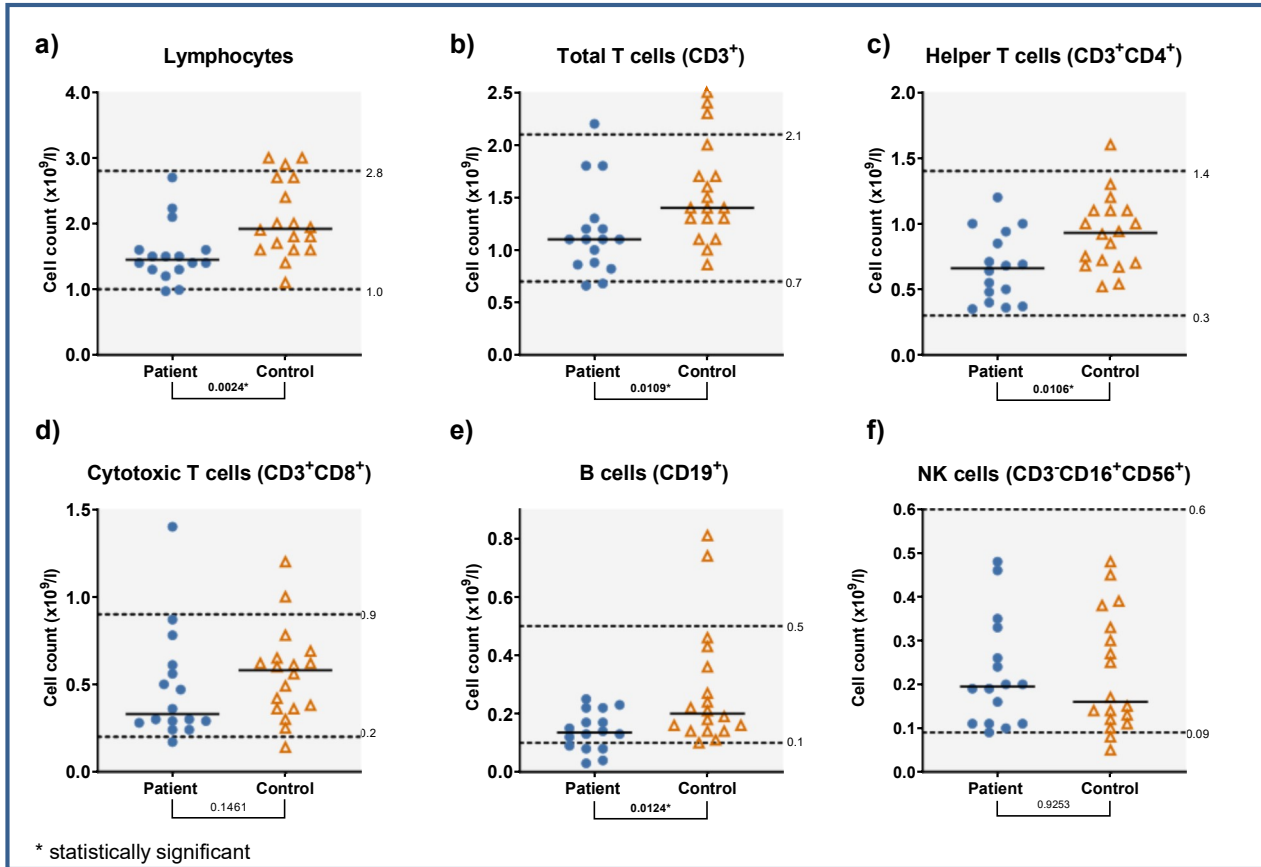 a)
Lymphocytes
Cell count (x10⁹/l)
4.0
3.0
2.0
1.0
0.0
2.8
1.0
Patient Control
0.0024*
b)
Total T cells (CD3⁺)
Cell count (x10⁹/l)
2.5
2.0
1.5
1.0
0.5
0.0
2.1
0.7
Patient Control
0.0109*
c)
Helper T cells (CD3⁺CD4⁺)
Cell count (x10⁹/l)
2.0
1.5
1.0
0.5
0.0
1.4
0.3
Patient Control
0.0106*
d)
Cytotoxic T cells (CD3⁺CD8⁺)
Cell count (x10⁹/l)
1.5
1.0
0.5
0.0
0.9
0.2
Patient Control
0.1461
e)
B cells (CD19⁺)
Cell count (x10⁹/l)
0.8
0.6
0.4
0.2
0.0
0.5
0.1
Patient Control
0.0124*
f)
NK cells (CD3⁻CD16⁺CD56⁺)
Cell count (x10⁹/l)
0.6
0.5
0.4
0.3
0.2
0.1
0.0
0.6
0.09
Patient Control
0.9253
* statistically significant